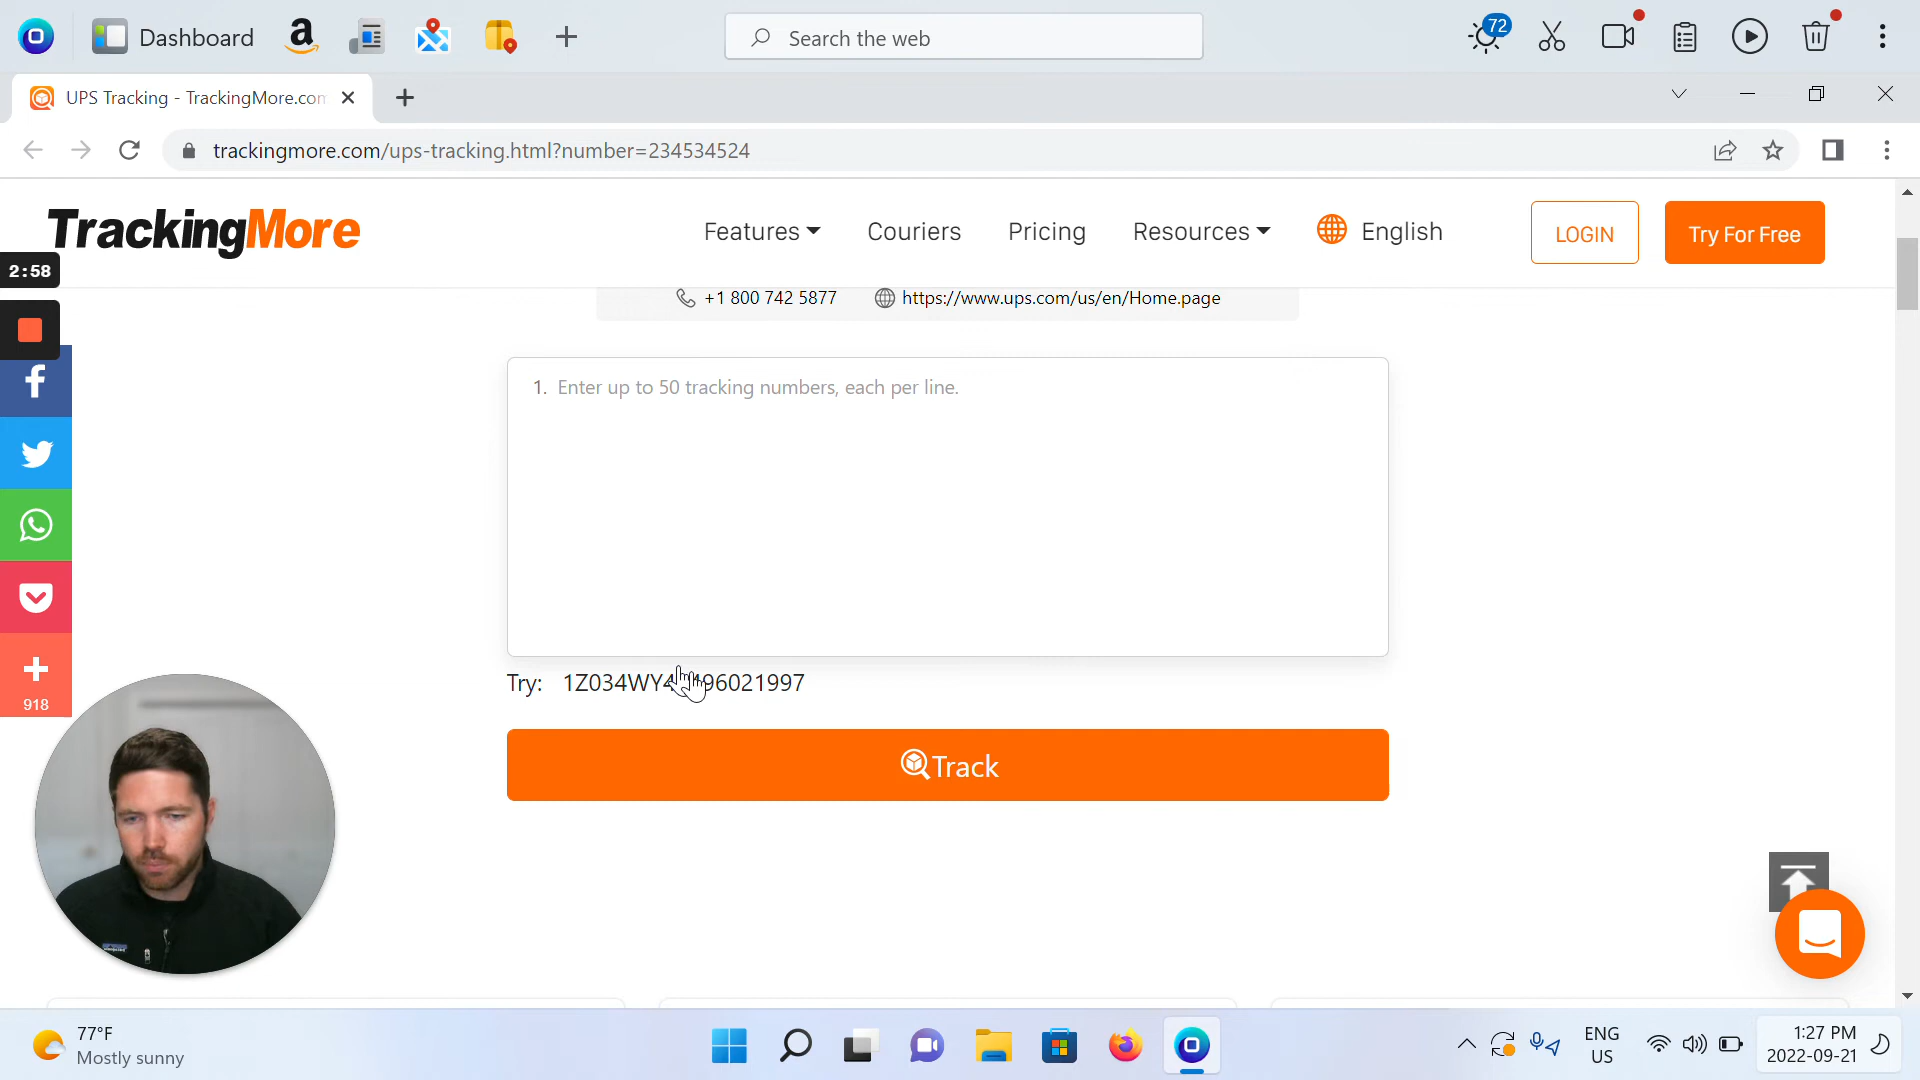 Dashboard
Search the web
72
UPS Tracking - TrackingMore.com
trackingmore.com/ups-tracking.html?number=234534524
TrackingMore
Features
Couriers
Pricing
Resources
English
LOGIN
Try For Free
2:58
+1 800 742 5877
https://www.ups.com/us/en/Home.page
1. Enter up to 50 tracking numbers, each per line.
918
Try:
Track
77°F
Mostly sunny
ENG
US
1:27 PM
2022-09-21